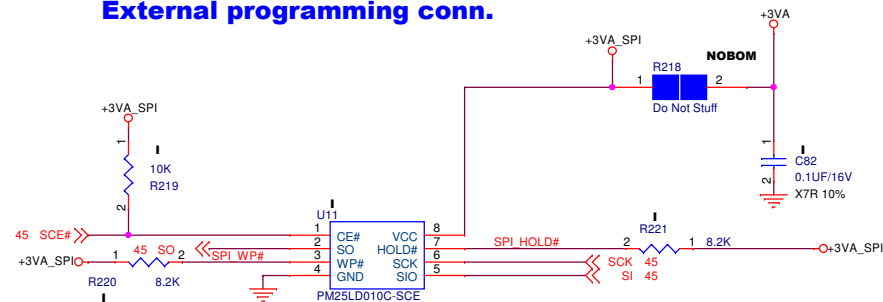 External programming conn.
+3VA
+3VA_SPI
NOBOM
R218
1 2
Do Not Stuff
+3VA_SPI
1
10K
R219
2
1
C82
2
0.1UF/16V
X7R 10%
U11
45 SCE#
1 CE# VCC 8
45 SO
2 SO HOLD# 7
SPI_HOLD#
R221
2 1 8.2K
+3VA_SPI
+3VA_SPI
1 2
SPI_WP#
3 WP# SCK 6
SCK 45
4 GND SIO 5
SI 45
R220 8.2K
PM25LD010C-SCE